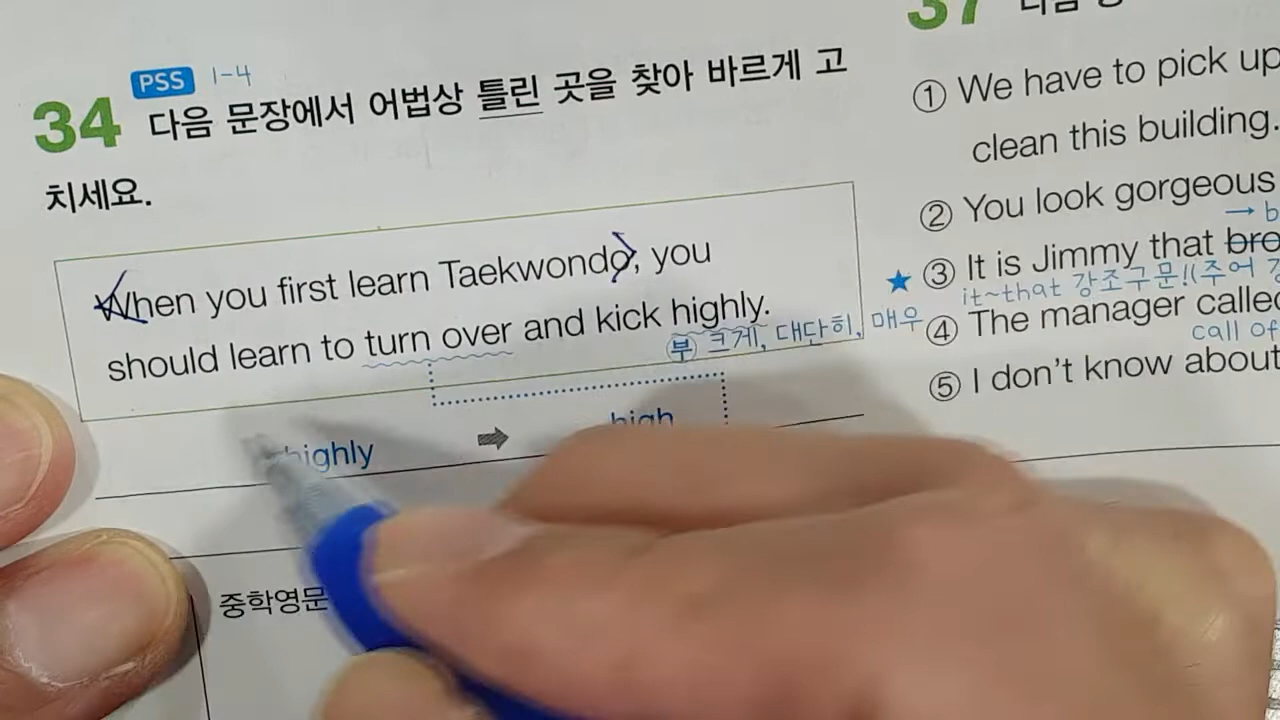 PSS 1-4
34 다음 문장에서 어법상 틀린 곳을 찾아 바르게 고
치세요.
When you first learn Taekwondo, you
should learn to turn over and kick highly.
부 크게, 대단히, 매우
highly ➡ high
중학영문
37 다음
① We have to pick up
clean this building.
② You look gorgeous
→ b
③ It is Jimmy that bro
★ it~that 강조구문!!(주어
④ The manager called
call of
⑤ I don't know about